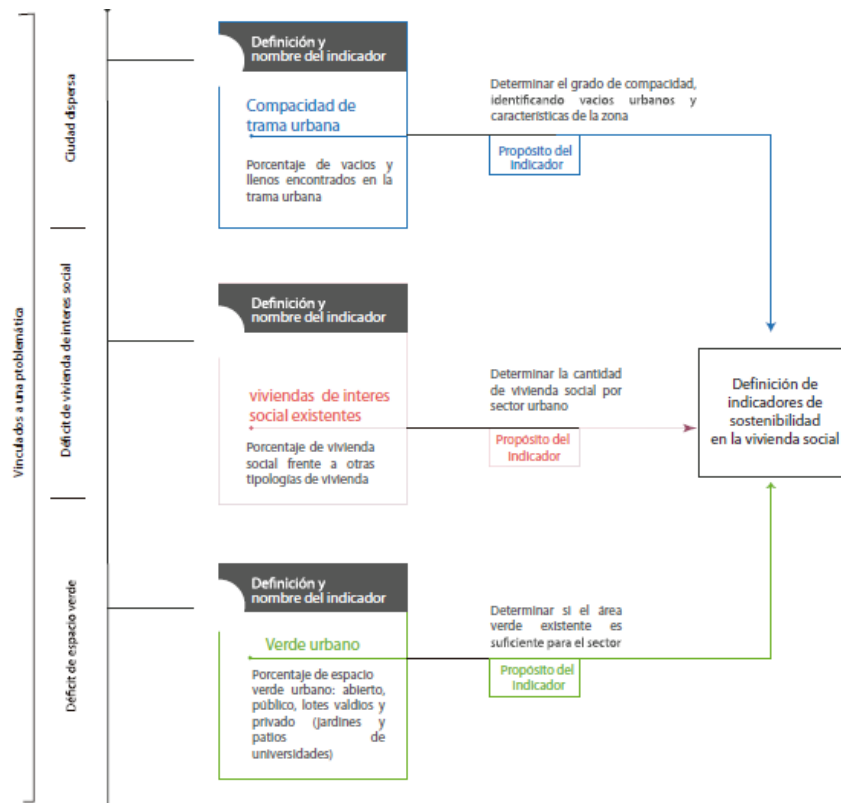 Vinculados a una ptoblemática
Ciudad dispersa
Definición y
nombre del indicador
Compacidad de
trama urbana
Porcentaje de vacios y
llenos encontrados en la
trama urbana
Determinar el grado de compacidad,
identificando vacios urbanos y
características de la zona
Propósito del
indicador
Déficit de vivienda de interes social
Definición y
nombre del indicador
viviendas de interes
social existentes
Porcentaje de vivienda
social frente a otras
tipologías de vivienda
Determinar la cantidad
de vivienda social por
sector urbano
Propósito del
indicador
Definición de
indicadores de
sostenibilidad
en la vivienda social
Déficit de espacio verde
Definición y
nombre del indicador
Verde urbano
Porcentaje de espacio
verde urbano: abierto,
público, lotes valdios y
privado (jardines y
patios de
universidades)
Determinar si el área
verde existente es
suficiente para el sector
Propósito del
indicador